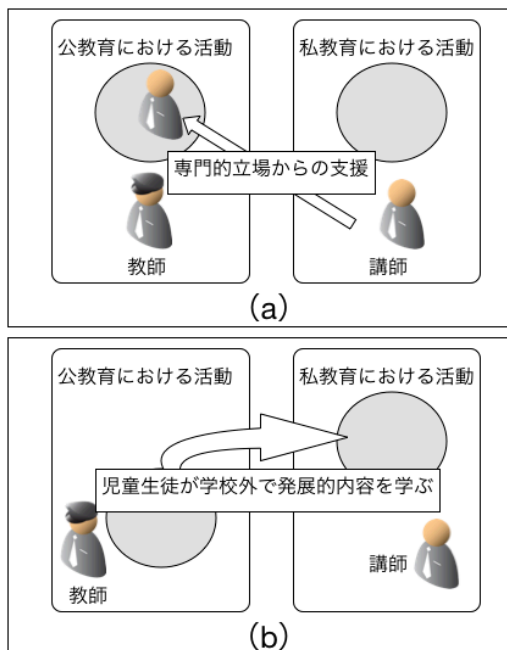 公教育における活動
私教育における活動
専門的立場からの支援
教師
講師
(a)
公教育における活動
私教育における活動
児童生徒が学校外で発展的内容を学ぶ
講師
教師
(b)